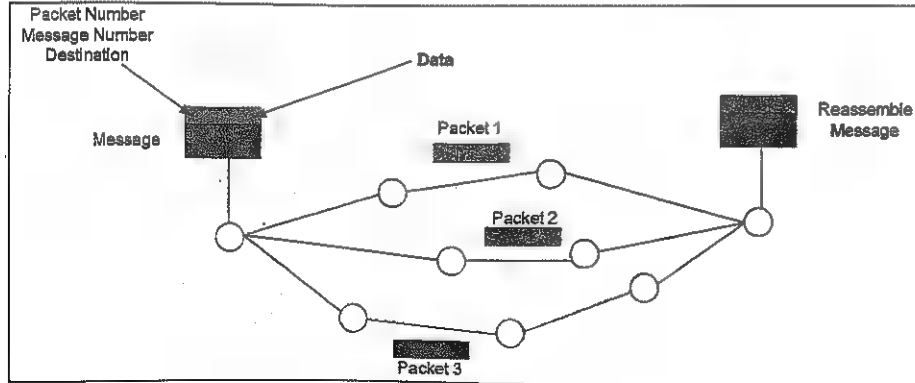 Packet Number
Message Number
Destination
Data
Message
Packet 1
Reassemble
Message
Packet 2
Packet 3